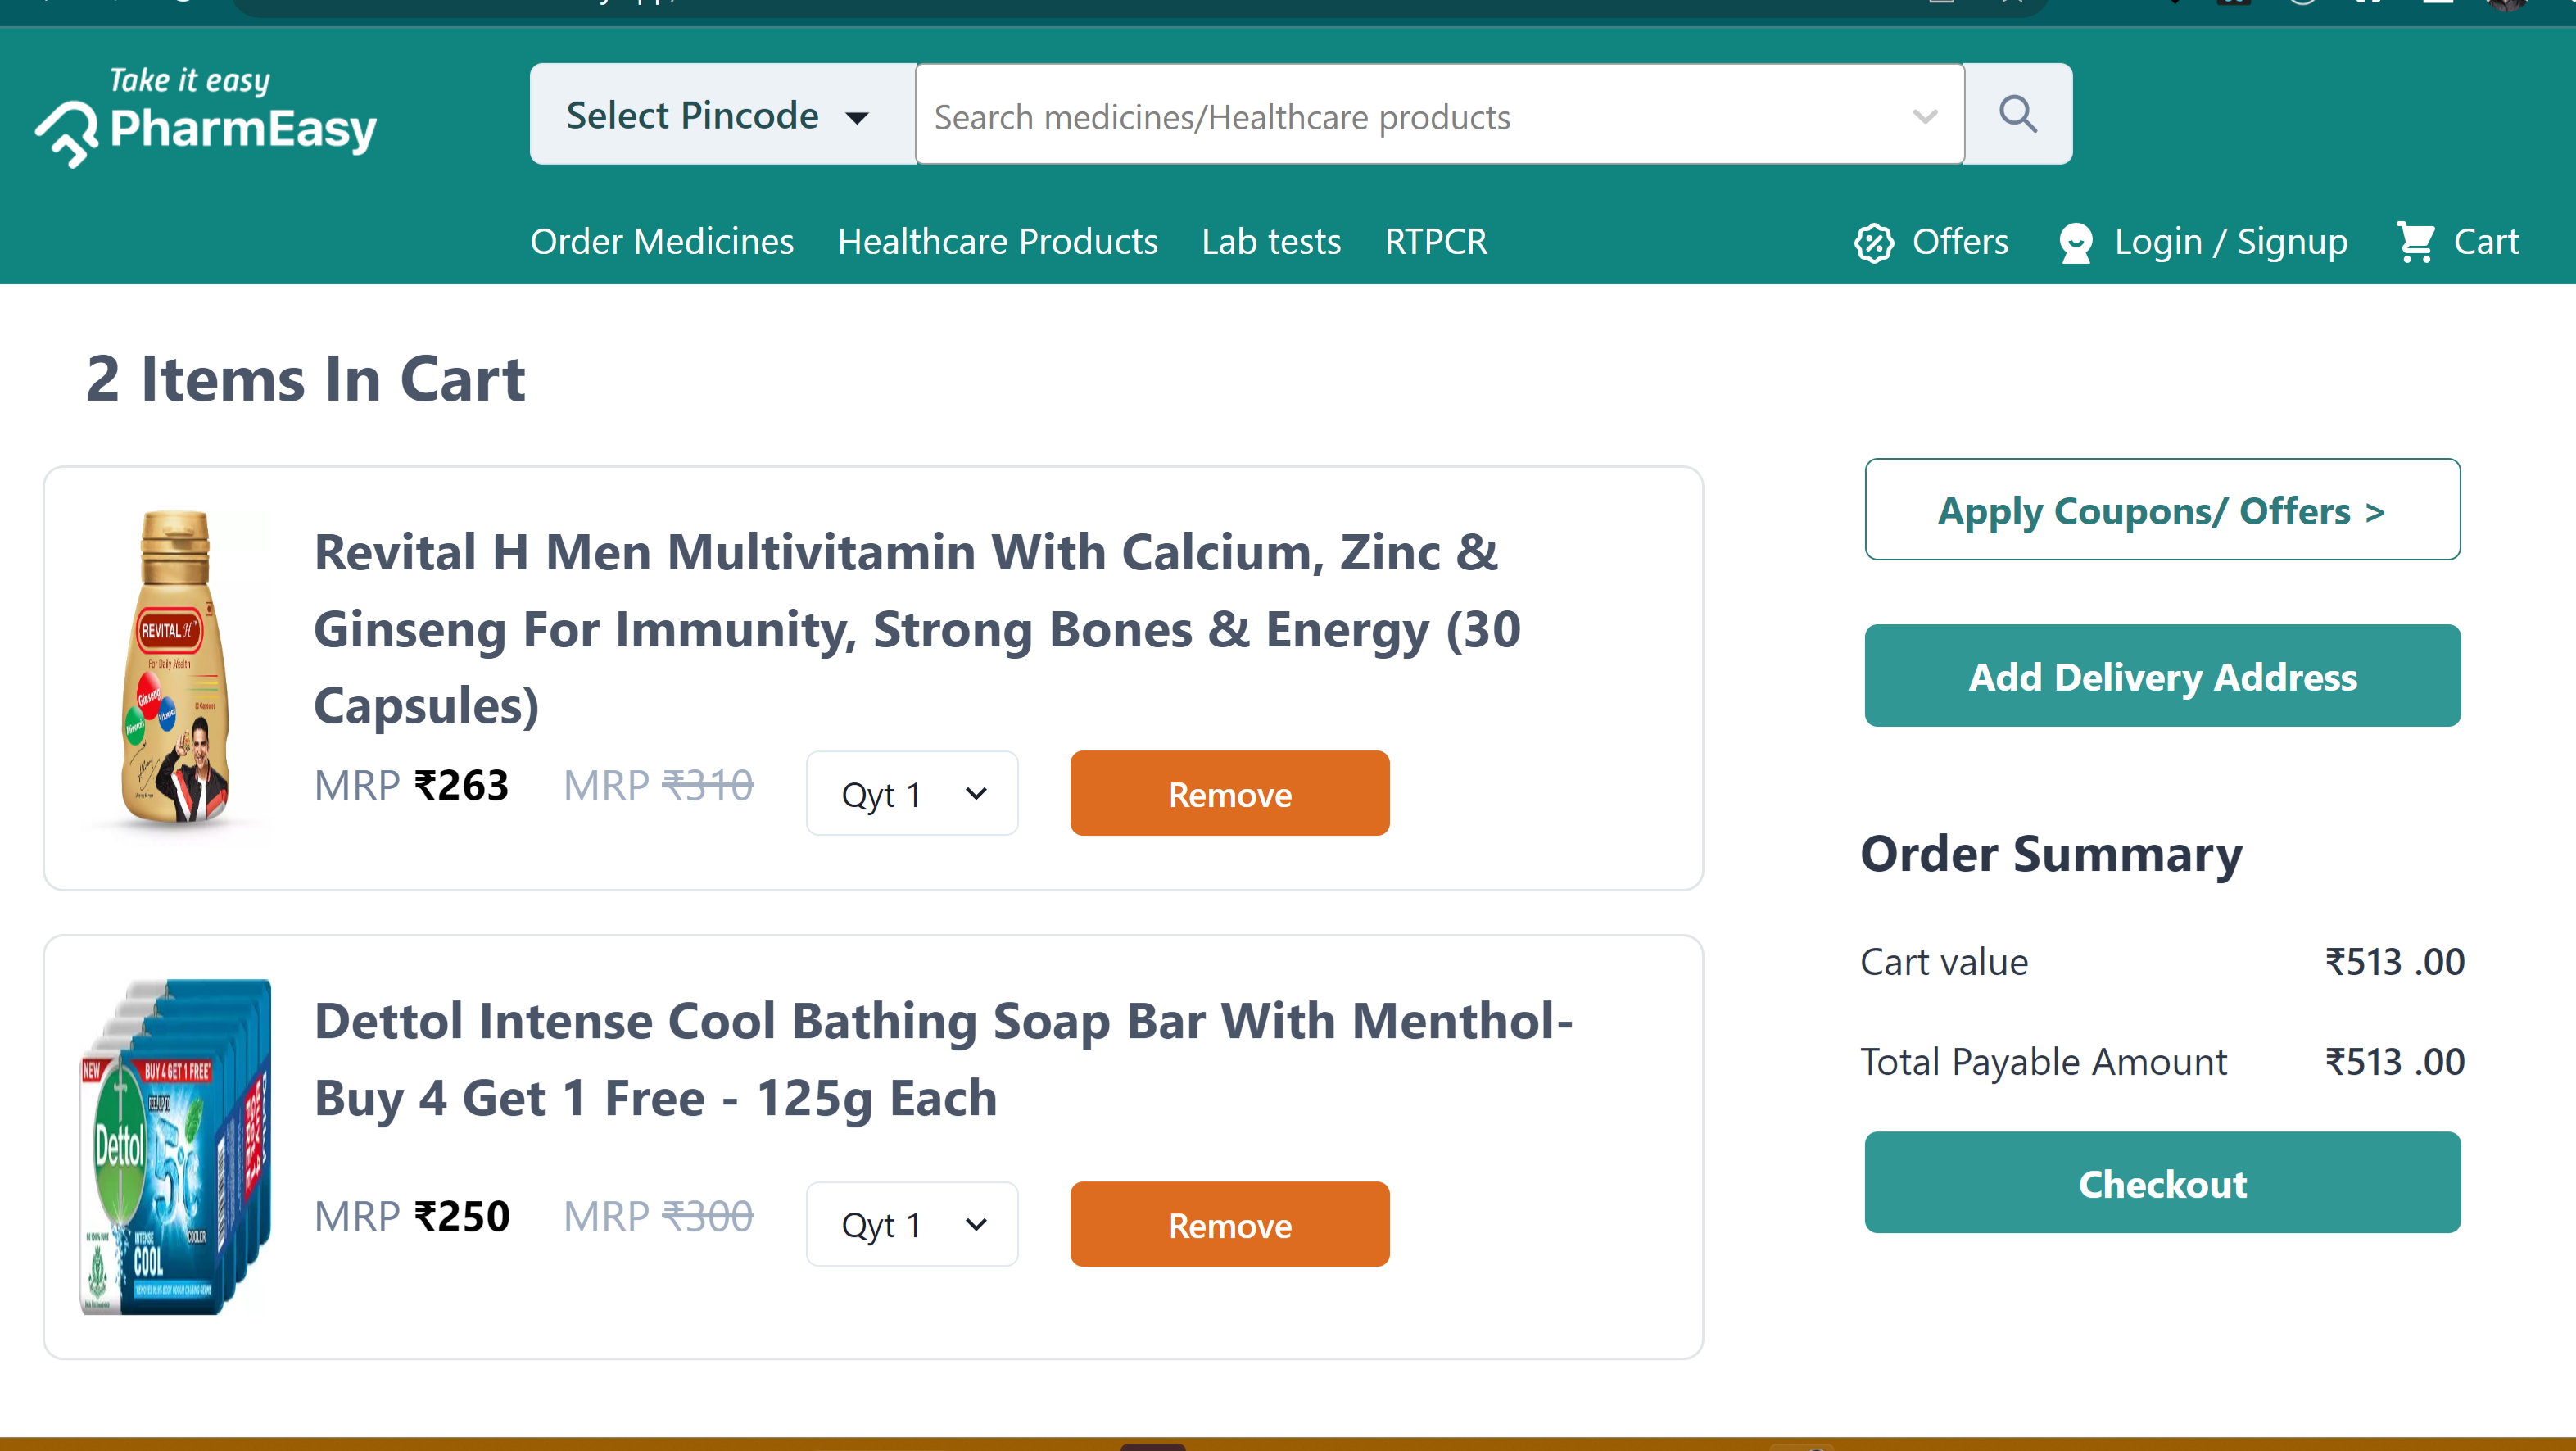 Take it easy
PharmEasy
Select Pincode
Search medicines/Healthcare products
Order Medicines
Healthcare Products
Lab tests
RTPCR
Offers
Login / Signup
Cart
2 Items In Cart
REVITAL H
For Daily Health
Ginseng
Vitamins
Minerals
Revital H Men Multivitamin With Calcium, Zinc &
Ginseng For Immunity, Strong Bones & Energy (30
Capsules)
MRP ₹263
MRP ₹310
Qyt 1
Remove
NEW
BUY 4 GET 1 FREE*
Dettol
5°C
COOLER
INTENSE
COOL
Dettol Intense Cool Bathing Soap Bar With Menthol-
Buy 4 Get 1 Free - 125g Each
MRP ₹250
MRP ₹300
Qyt 1
Remove
Apply Coupons/ Offers >
Add Delivery Address
Order Summary
Cart value
₹513 .00
Total Payable Amount
₹513 .00
Checkout